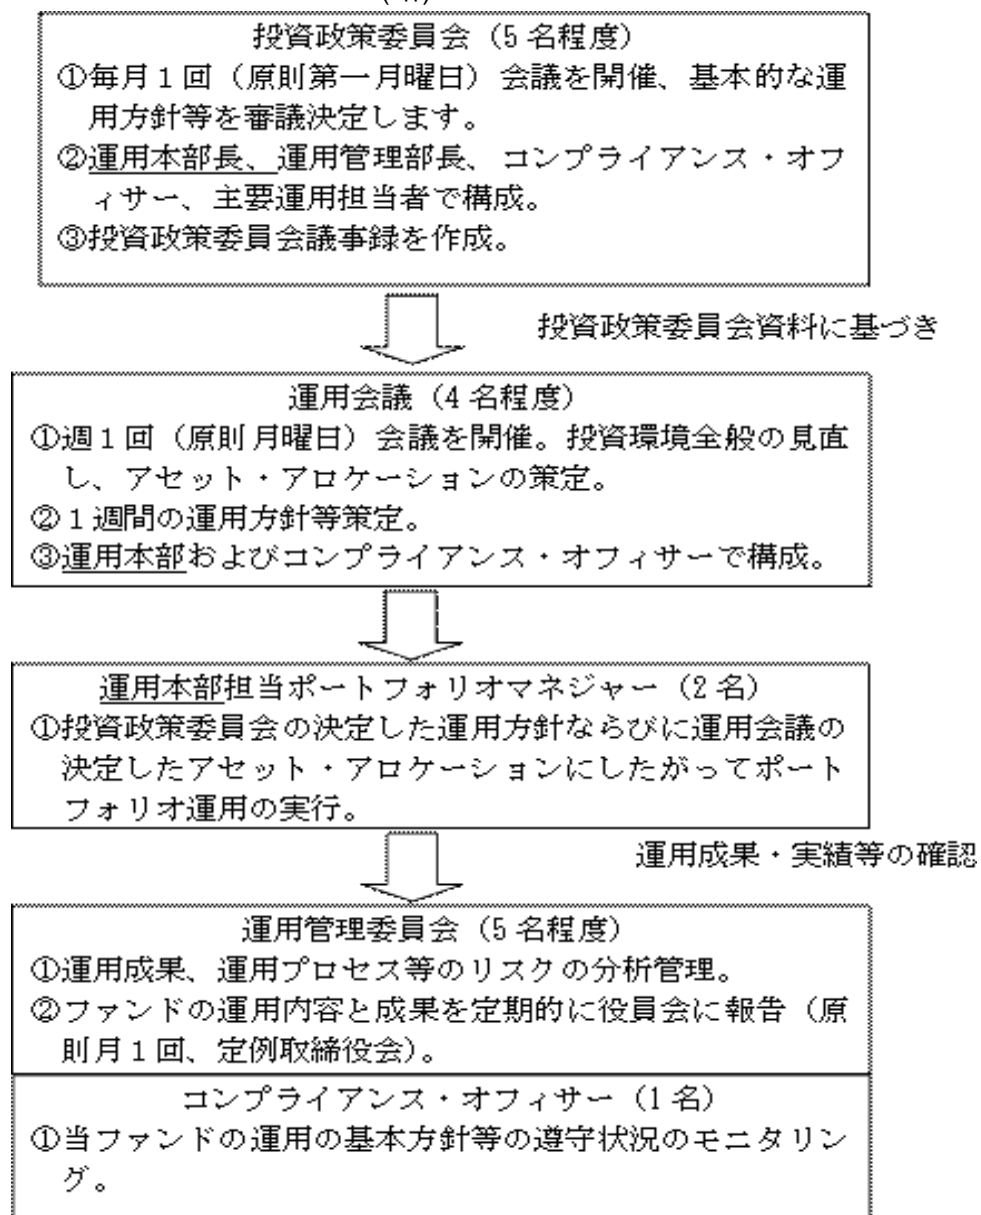 投資政策委員会（5名程度）
①毎月１回（原則第一月曜日）会議を開催、基本的な運
用方針等を審議決定します。
②運用本部長、運用管理部長、コンプライアンス・オフ
ィサー、主要運用担当者で構成。
③投資政策委員会議事録を作成。
投資政策委員会資料に基づき
運用会議（4名程度）
①週１回（原則月曜日）会議を開催。投資環境全般の見直
し、アセット・アロケーションの策定。
②１週間の運用方針等策定。
③運用本部およびコンプライアンス・オフィサーで構成。
運用本部担当ポートフォリオマネジャー（2名）
①投資政策委員会の決定した運用方針ならびに運用会議の
決定したアセット・アロケーションにしたがってポート
フォリオ運用の実行。
運用成果・実績等の確認
運用管理委員会（5名程度）
①運用成果、運用プロセス等のリスクの分析管理。
②ファンドの運用内容と成果を定期的に役員会に報告（原
則月１回、定例取締役会）。
コンプライアンス・オフィサー（1名）
①当ファンドの運用の基本方針等の遵守状況のモニタリン
グ。